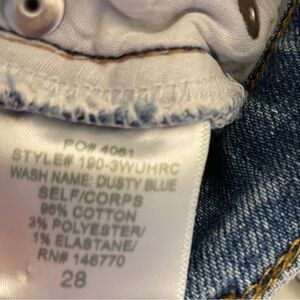 PO# 4061
STYLE# 190-3WUHRC
WASH NAME: DUSTY BLUE
SELF/CORPS
96% COTTON
3% POLYESTER/
1% ELASTANE/
RN# 146770
28